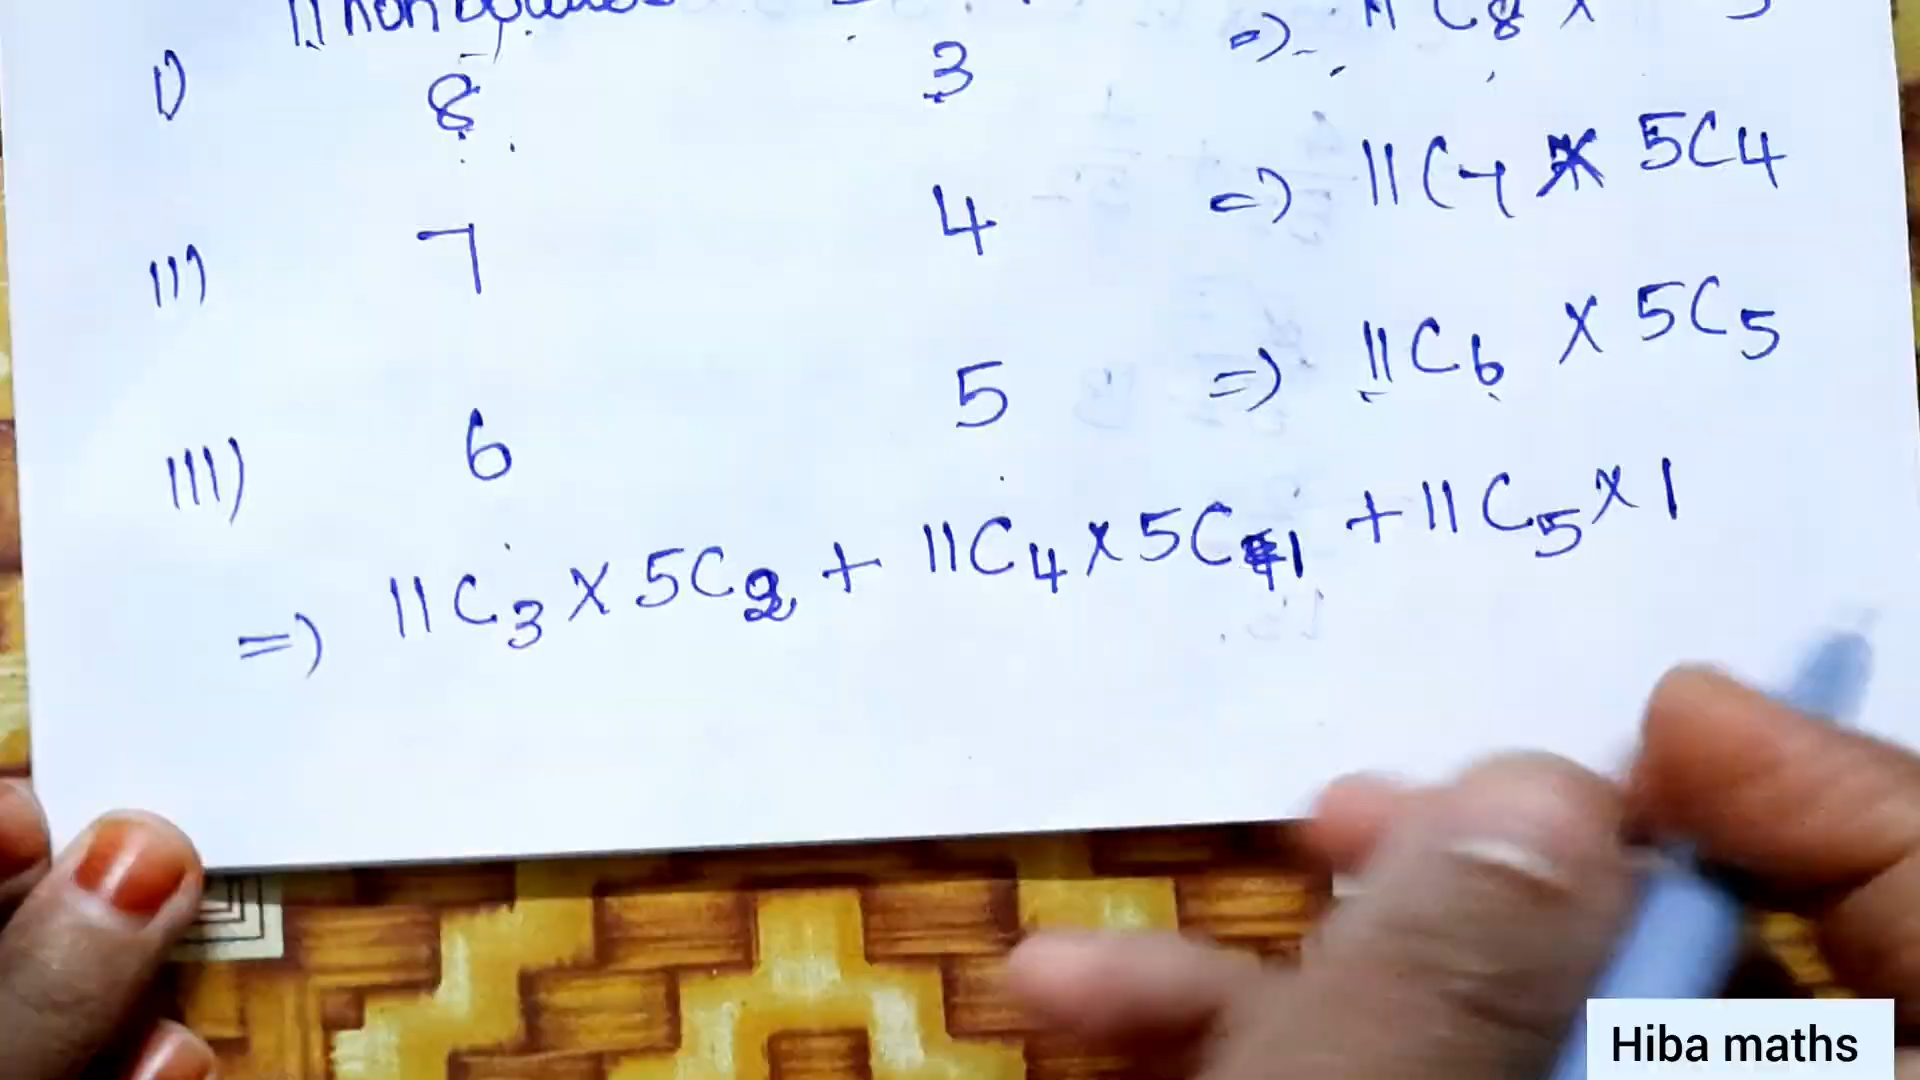 I) 8 3 => 11C8 X
II) 7 4 => 11C7 X 5C4
III) 6 5 => 11C6 X 5C5
=) 11C3 X 5C2 + 11C4 X 5C1 + 11C5 X 1
Hiba maths